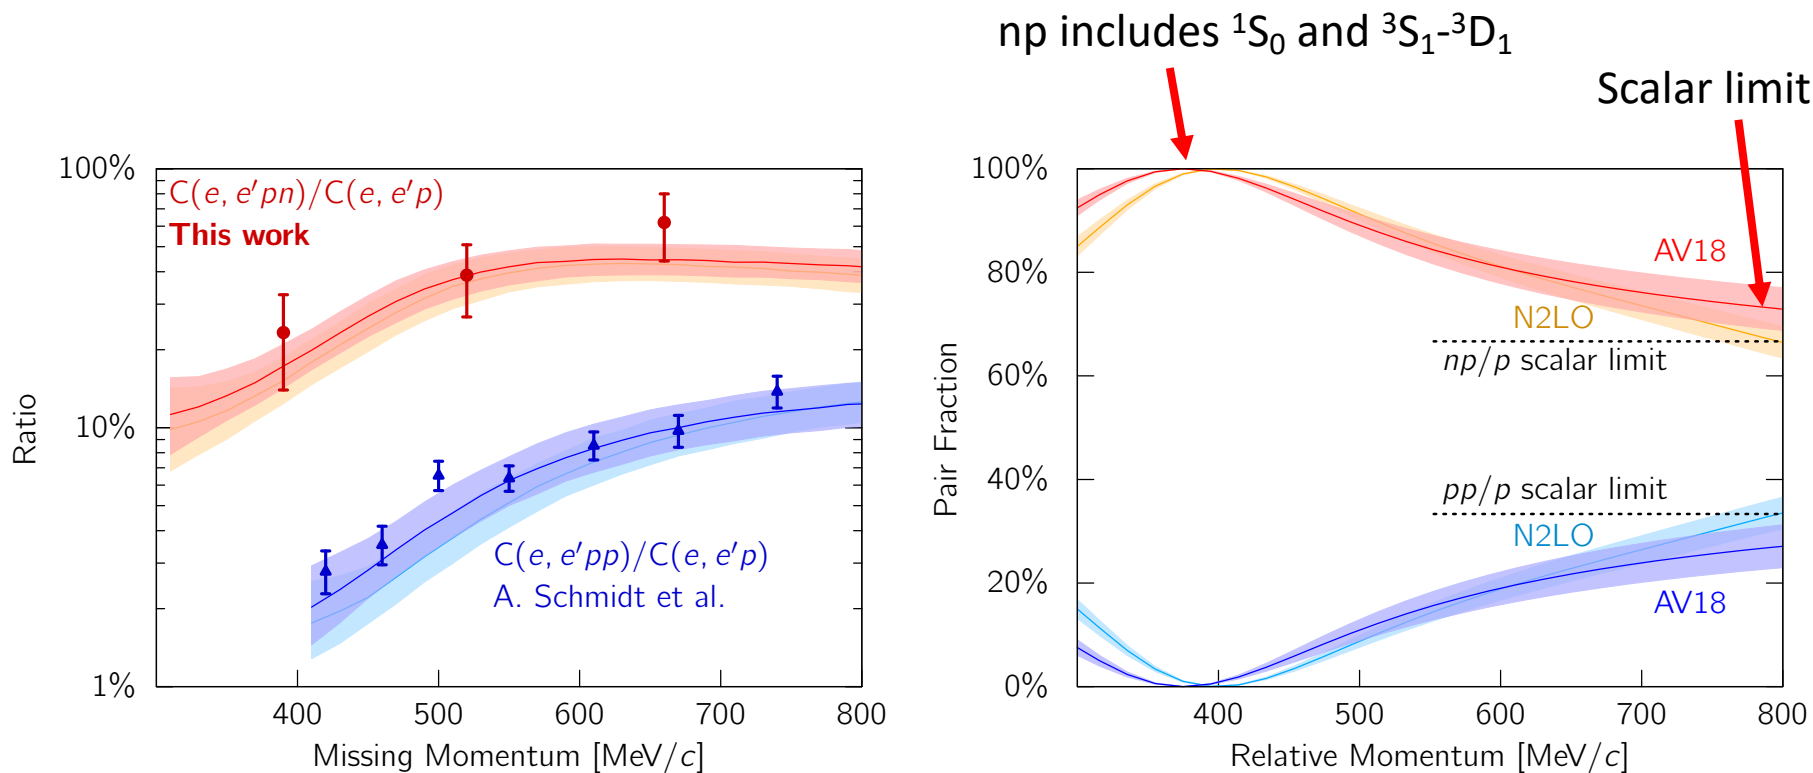 np includes ¹S₀ and ³S₁-³D₁
Scalar limit
100%
10%
1%
Ratio
C(e, e′pn)/C(e, e′p)
This work
C(e, e′pp)/C(e, e′p)
A. Schmidt et al.
400
500
600
700
800
Missing Momentum [MeV/c]
100%
80%
60%
40%
20%
0%
Pair Fraction
AV18
N2LO
np/p scalar limit
pp/p scalar limit
N2LO
AV18
400
500
600
700
800
Relative Momentum [MeV/c]